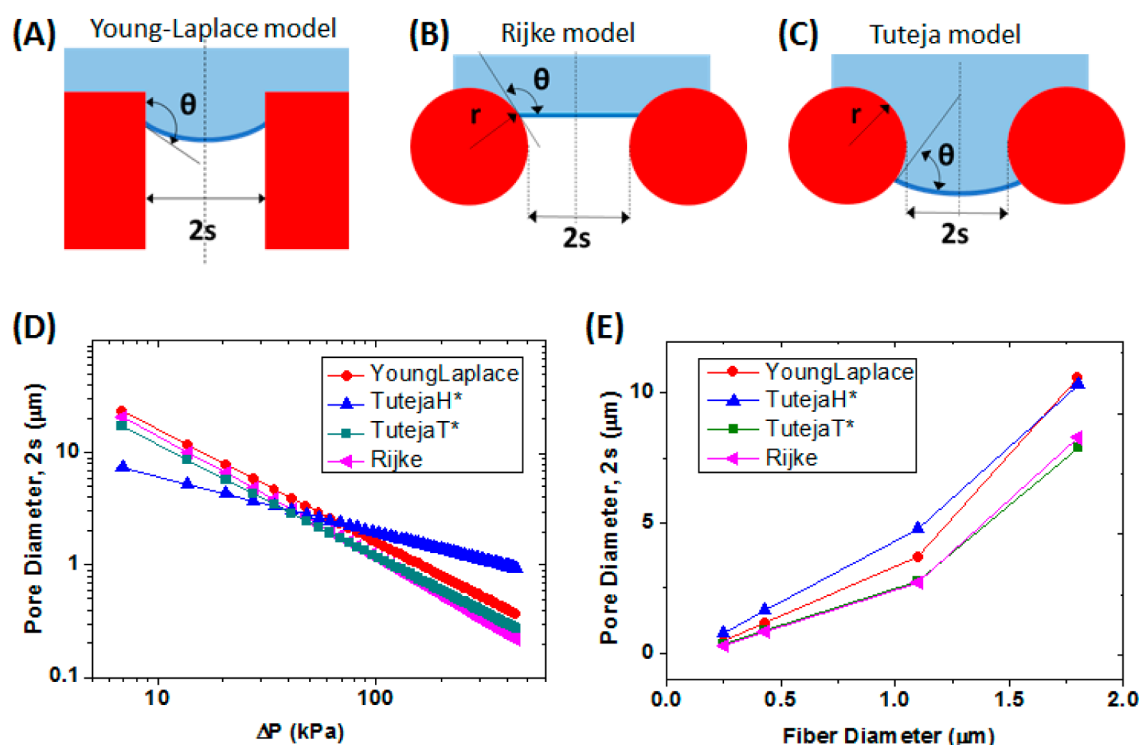 (A)
Young-Laplace model
θ
2s
(B)
Rijke model
θ
r
2s
(C)
Tuteja model
r
θ
2s
(D)
Pore Diameter, 2s (µm)
10
1
0.1
YoungLaplace
TutejaH*
TutejaT*
Rijke
10
100
ΔP (kPa)
(E)
Pore Diameter, 2s (µm)
10
5
0
YoungLaplace
TutejaH*
TutejaT*
Rijke
0.0
0.5
1.0
1.5
2.0
Fiber Diameter (µm)